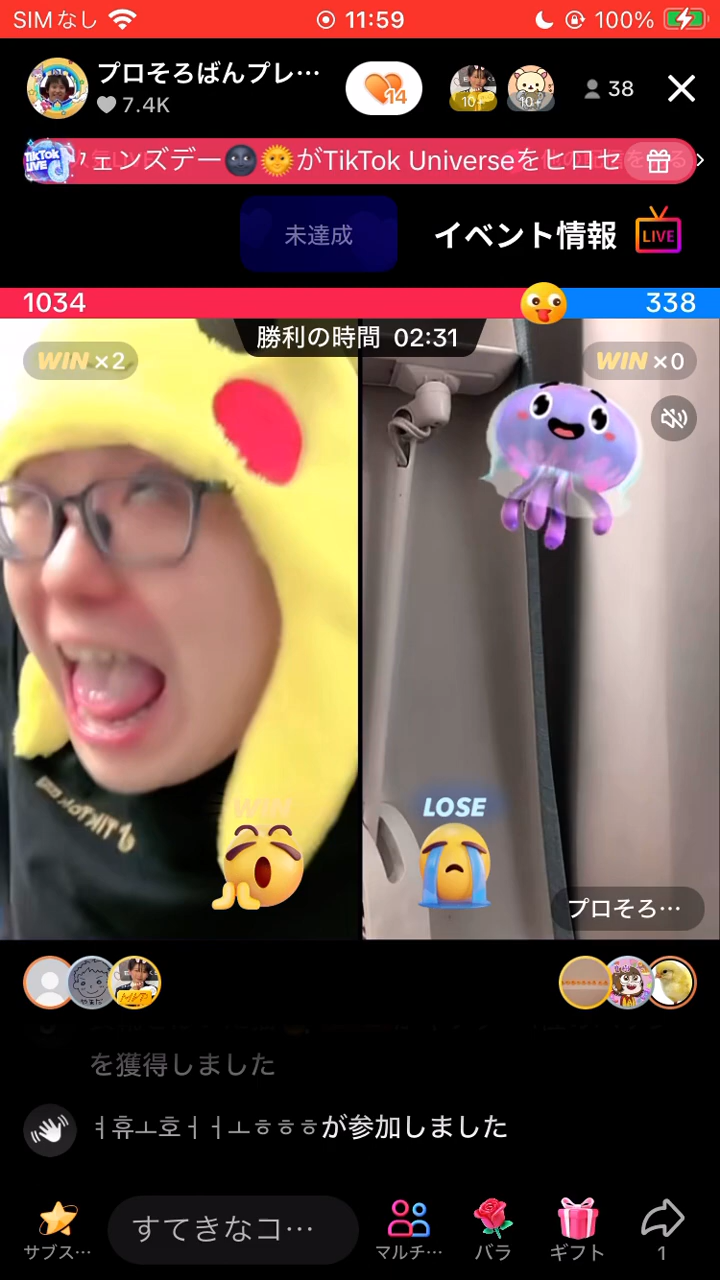 SIMなし 11:59 100%
プロそろばんプレ… 14 10+ 10+ 38
7.4K
TikTok LIVE フェンズデー🌚🌞がTikTok Universeをヒロセ
未達成 イベント情報 LIVE
1034 338
勝利の時間 02:31
WIN ×2 WIN ×0
TIKTOK
WIN LOSE
プロそろ…
MVP
を獲得しました
ㅕ휴ㅗ호ㅓㅓㅗㅎㅎㅎが参加しました
すてきなコ…
サブス… マルチ… バラ ギフト 1